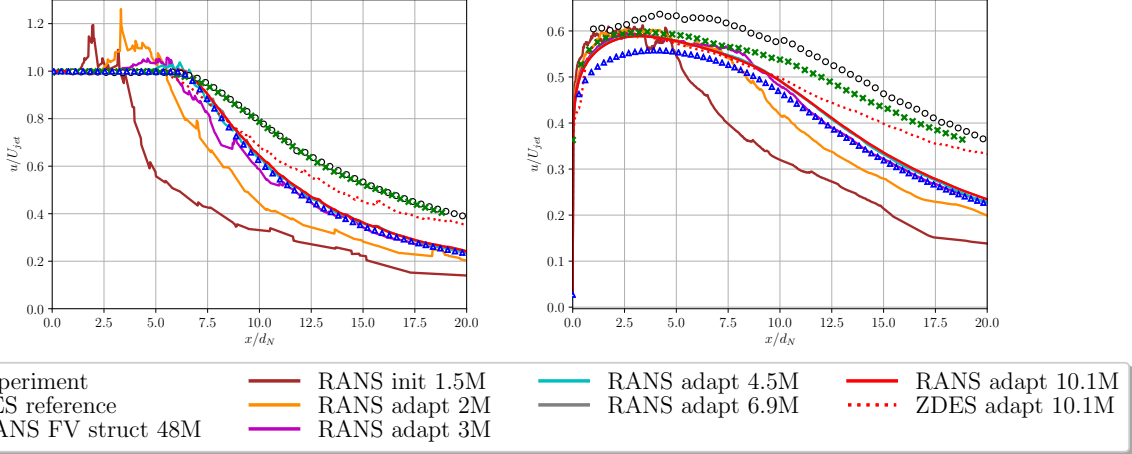 1.2
1.0
0.8
0.6
0.4
0.2
0.0
u/U_jet
0.0 2.5 5.0 7.5 10.0 12.5 15.0 17.5 20.0
x/d_N
0.6
0.5
0.4
0.3
0.2
0.1
0.0
u/U_jet
0.0 2.5 5.0 7.5 10.0 12.5 15.0 17.5 20.0
x/d_N
periment
ES reference
ANS FV struct 48M
RANS init 1.5M
RANS adapt 2M
RANS adapt 3M
RANS adapt 4.5M
RANS adapt 6.9M
RANS adapt 10.1M
ZDES adapt 10.1M